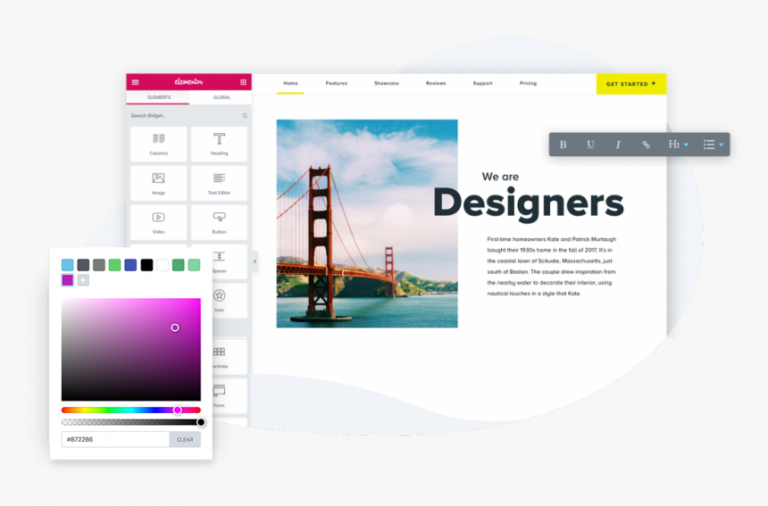 elementor
ELEMENTS
GLOBAL
Search Widget...
Columns
Heading
Image
Text Editor
Video
Button
Spacer
Icon
Portfolio
Form
#B722B6
CLEAR
Home
Features
Showcase
Reviews
Support
Pricing
GET STARTED
B U I H1
We are
Designers
First-time homeowners Kate and Patrick Murtaugh
bought their 1930s home in the fall of 2017. It's in
the coastal town of Scituate, Massachusetts, just
south of Boston. The couple drew inspiration from
the nearby water to decorate their interior, using
nautical touches in a style that Kate.